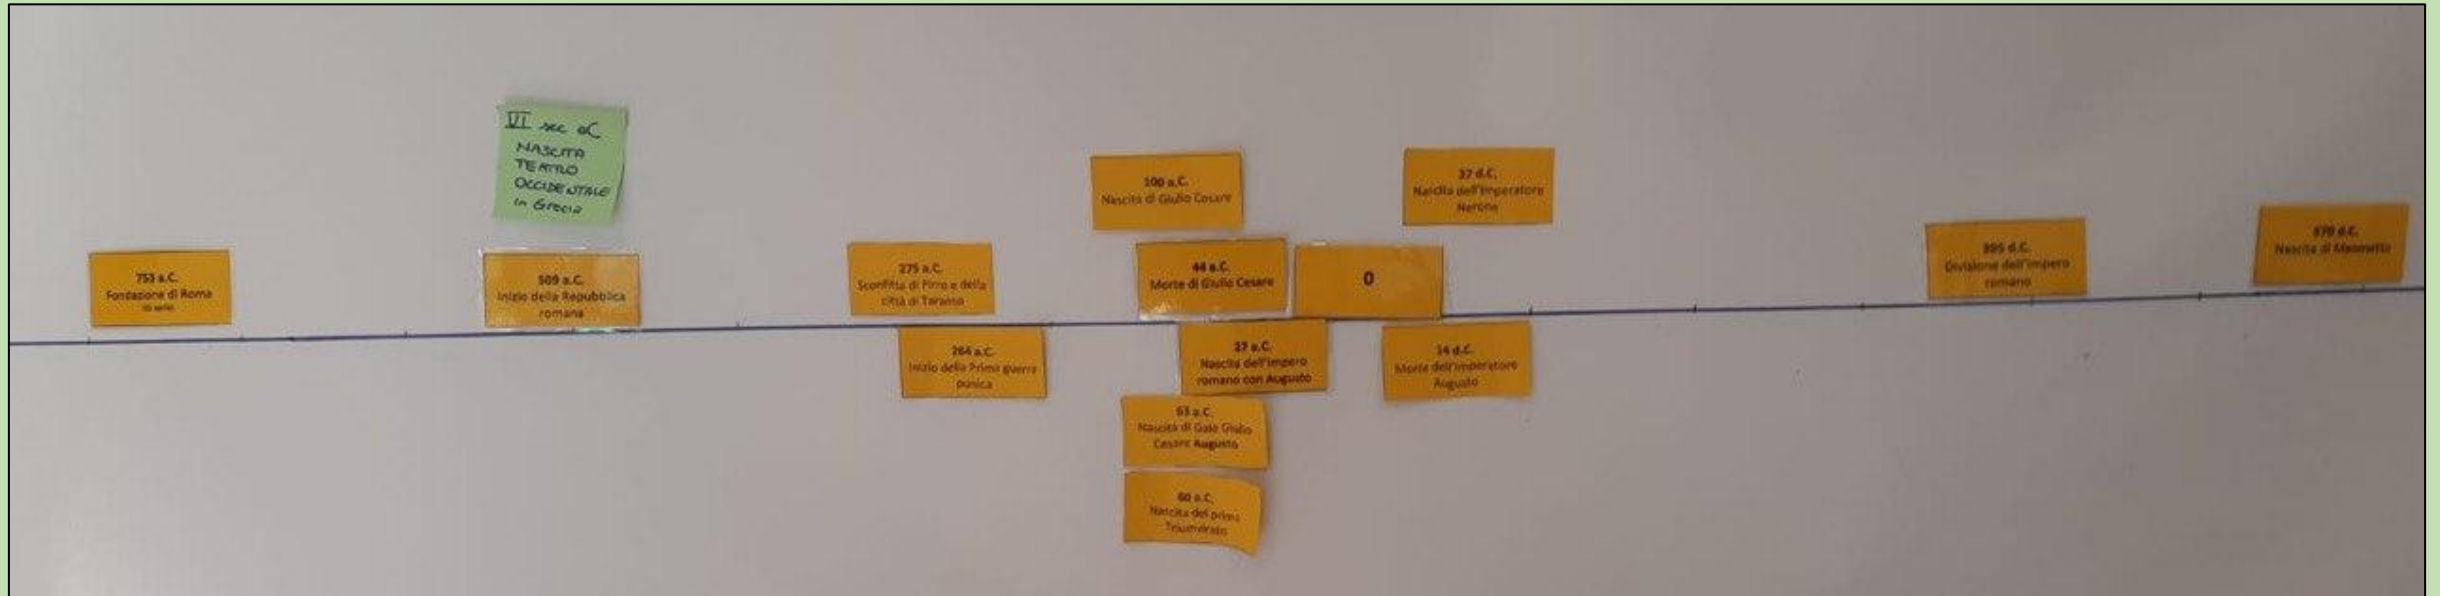 VI sec aC
NASCITA
TEATRO
OCCIDENTALE
in Grecia
100 a.C.
Nascita di Giulio Cesare
37 d.C.
Nascita dell'Imperatore
Nerone
753 a.C.
Fondazione di Roma
509 a.C.
Inizio della Repubblica
romana
275 a.C.
Sconfitta di Pirro e della
città di Taranto
44 a.C.
Morte di Giulio Cesare
0
395 d.C.
Divisione dell'impero
romano
570 d.C.
Nascita di Maometto
264 a.C.
Inizio della Prima guerra
punica
27 a.C.
Nascita dell'impero
romano con Augusto
14 d.C.
Morte dell'imperatore
Augusto
63 a.C.
Nascita di Gaio Giulio
Cesare Augusto
60 a.C.
Nascita del primo
Triumvirato